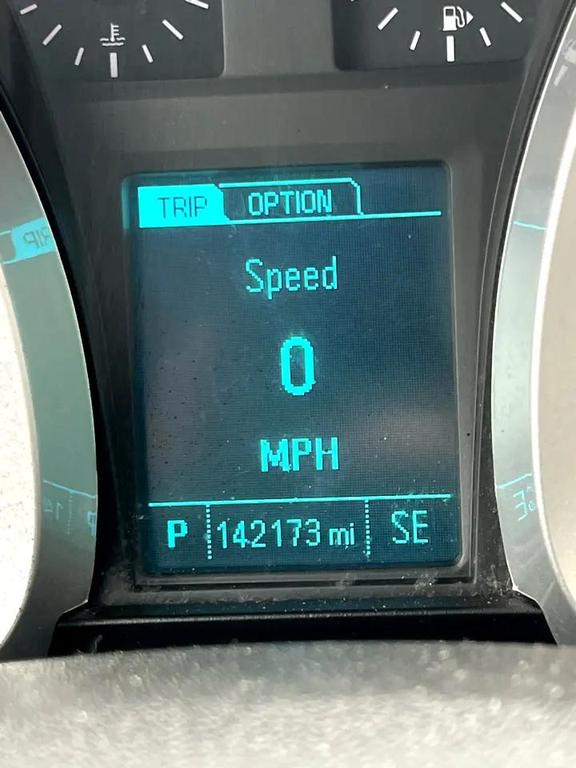 TRIP OPTION
Speed
0
MPH
P 142173 mi SE